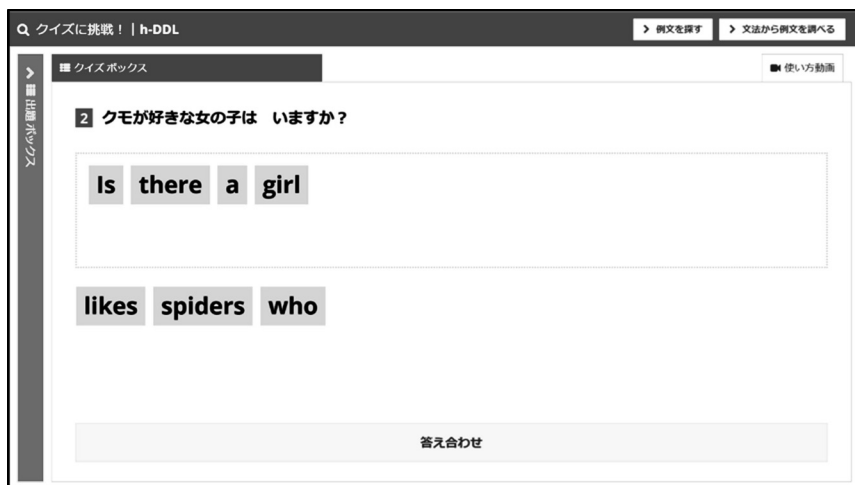 クイズに挑戦！ | h-DDL
例文を探す
文法から例文を調べる
出題ボックス
クイズボックス
使い方動画
2 クモが好きな女の子は いますか？
Is there a girl
likes spiders who
答え合わせ